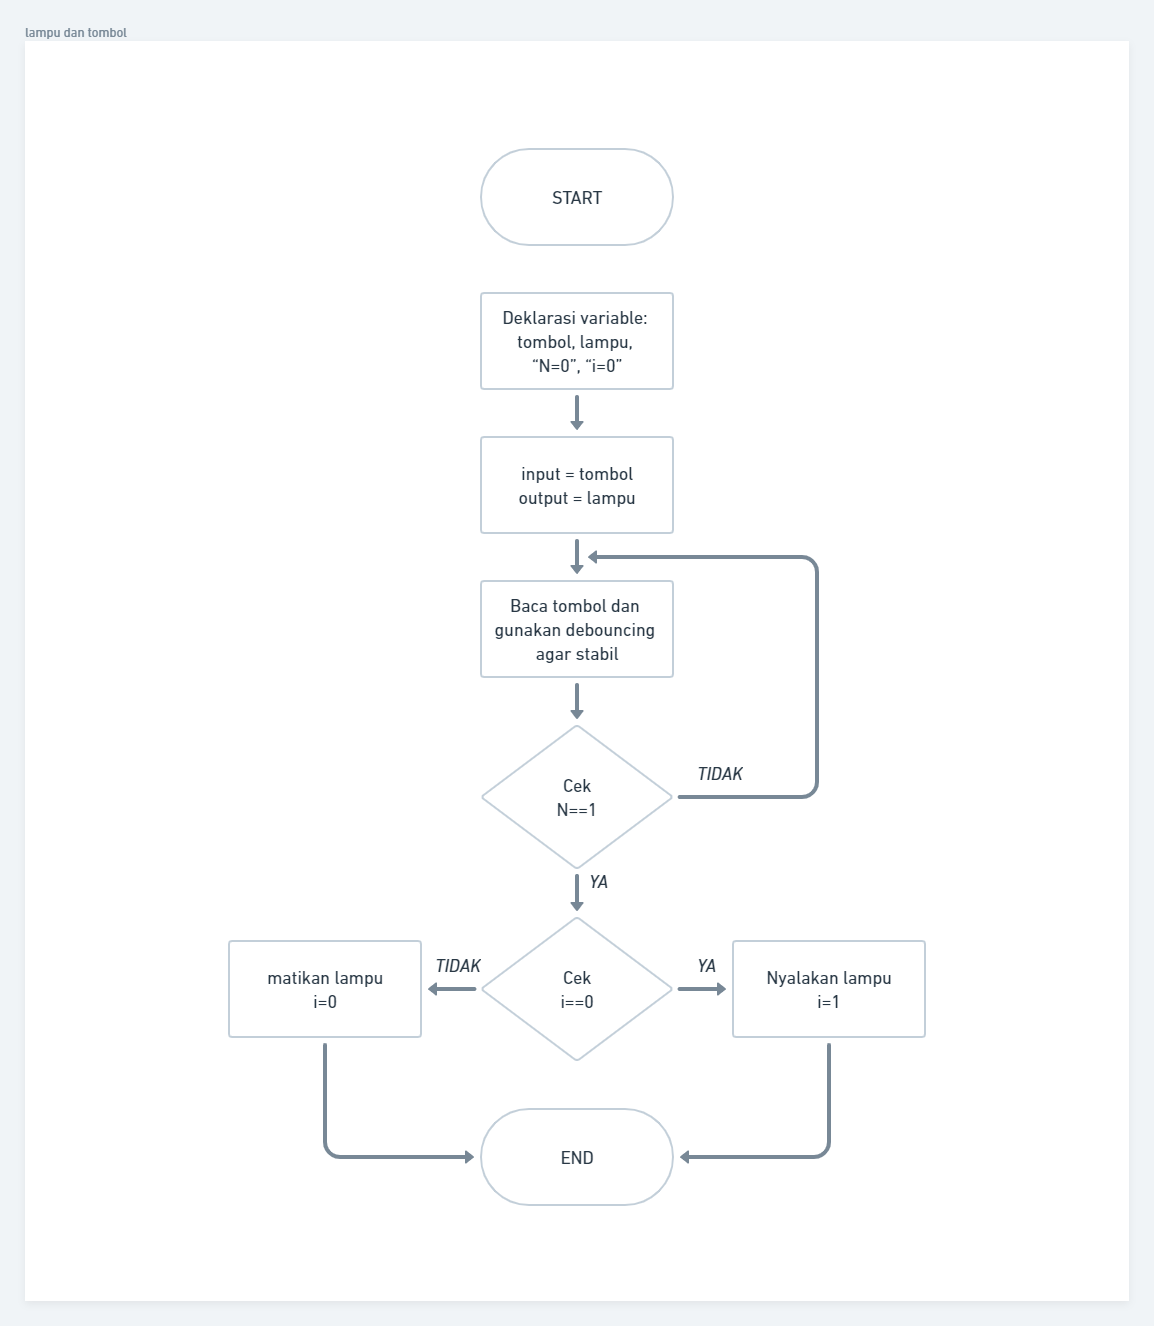 lampu dan tombol
START
Deklarasi variable:
tombol, lampu,
“N=0”, “i=0”
input = tombol
output = lampu
Baca tombol dan
gunakan debouncing
agar stabil
Cek
N==1
TIDAK
YA
Cek
i==0
TIDAK
YA
matikan lampu
i=0
Nyalakan lampu
i=1
END